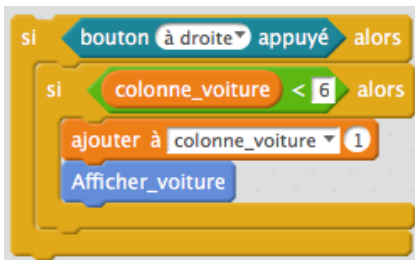 si bouton à droite appuyé alors
si colonne_voiture < 6 alors
ajouter à colonne_voiture 1
Afficher_voiture